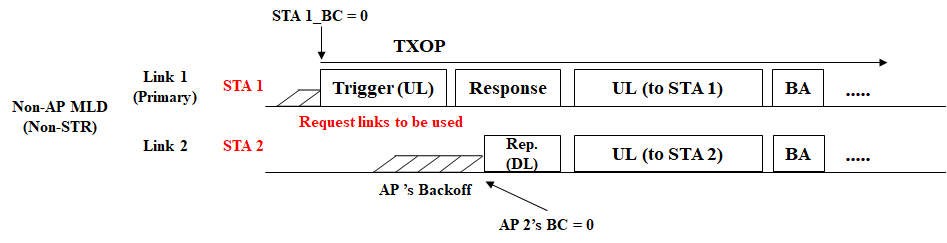 STA 1_BC = 0
TXOP
Link 1
(Primary)
STA 1
Trigger (UL)
Response
UL (to STA 1)
BA
.....
Non-AP MLD
(Non-STR)
Request links to be used
Link 2
STA 2
Rep.
(DL)
UL (to STA 2)
BA
.....
AP 's Backoff
AP 2's BC = 0